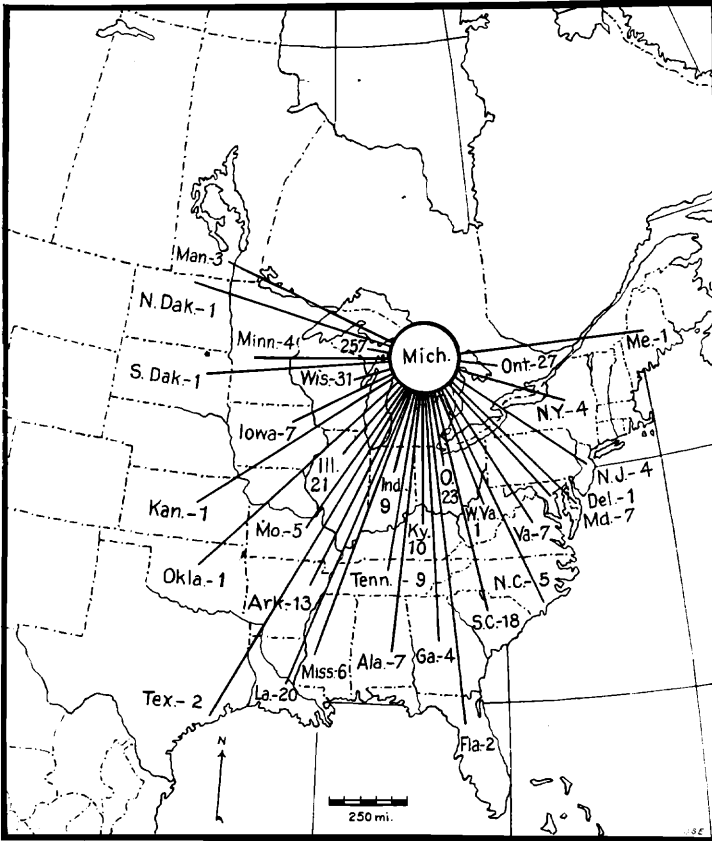 Man.-3
N. Dak.-1
Minn.-4
257
Mich.
Me.-1
Ont.-27
S. Dak.-1
Wis.-31
N.Y.-4
Iowa-7
Ill.
21
Ind.
9
O.
23
N.J.-4
Del.-1
Md.-7
Kan.-1
Mo.-5
Ky.
10
W.Va.
1
Va.-7
Okla.-1
Ark-13
Tenn. - 9
N.C.-5
S.C.-18
Tex.-2
La.-20
Miss.-6
Ala.-7
Ga.-4
Fla.-2
N
250 mi.